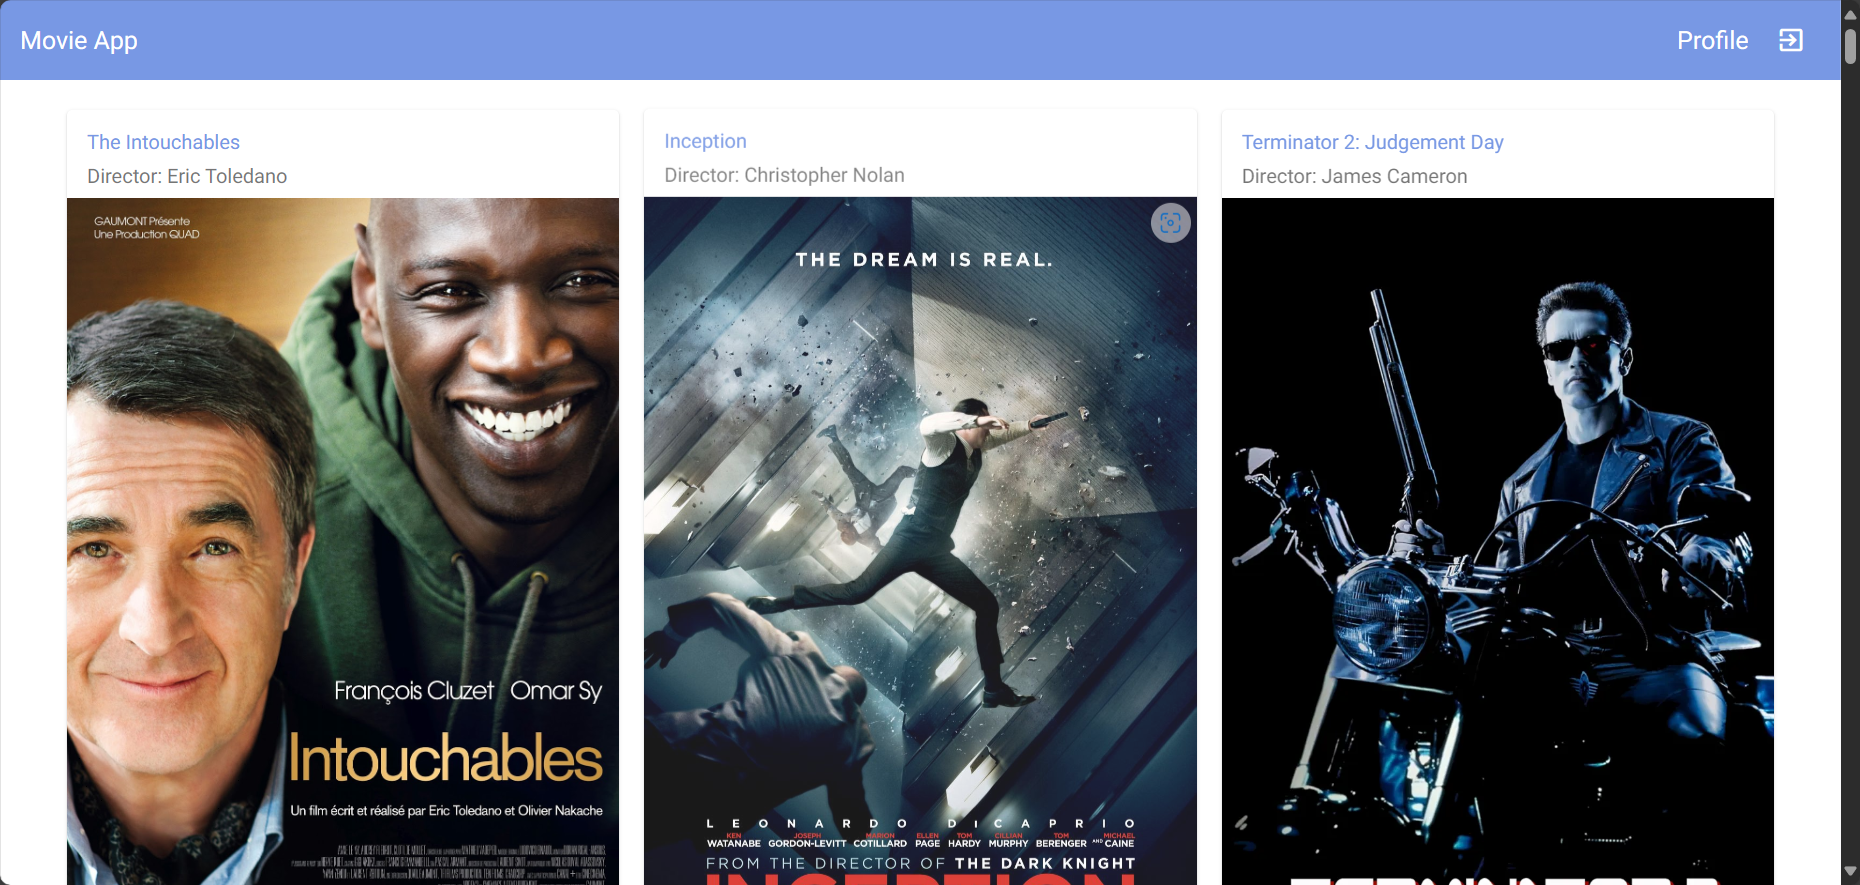 Movie App
Profile
The Intouchables
Director: Eric Toledano
GAUMONT Présente
Une Production QUAD
François Cluzet Omar Sy
Intouchables
Un film écrit et réalisé par Eric Toledano et Olivier Nakache
Inception
Director: Christopher Nolan
THE DREAM IS REAL.
LEONARDO DiCAPRIO
KEN JOSEPH MARION ELLEN TOM CILLIAN TOM MICHAEL
WATANABE GORDON-LEVITT COTILLARD PAGE HARDY MURPHY BERENGER AND CAINE
FROM THE DIRECTOR OF THE DARK KNIGHT
INCEPTION
Terminator 2: Judgement Day
Director: James Cameron